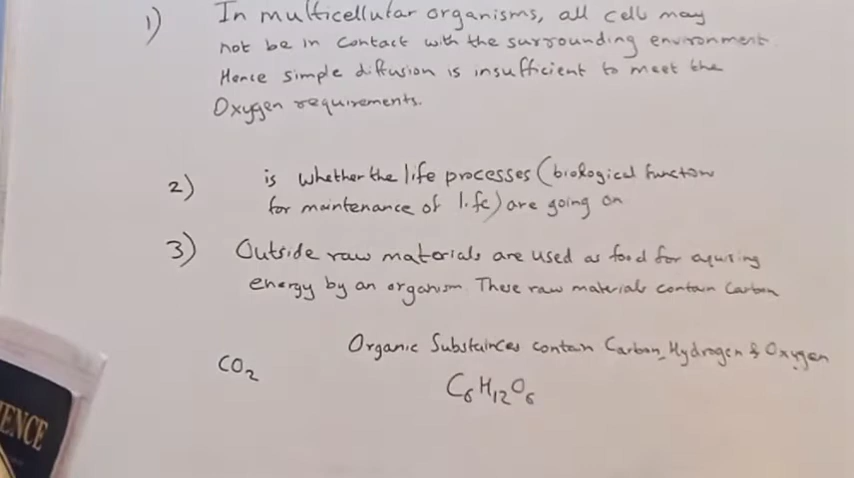 1) In multicellular organisms, all cells may
not be in contact with the surrounding environment.
Hence simple diffusion is insufficient to meet the
Oxygen requirements.
2) is whether the life processes (biological function
for maintenance of life) are going on
3) Outside raw materials are used as food for aquiring
energy by an organism These raw materials contain Carbon
Organic Substainces contain Carbon, Hydrogen & Oxygen
CO2
C6H12O6
ENCE